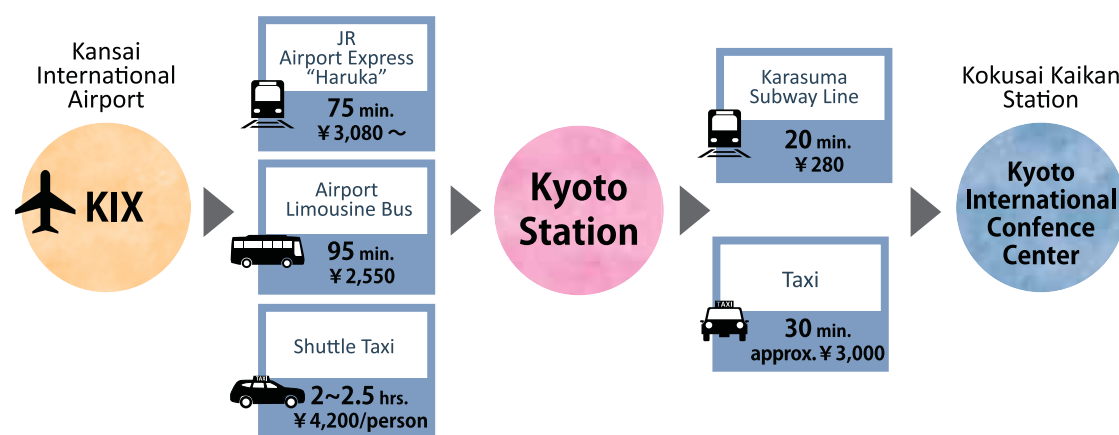 Kansai
International
Airport
KIX
JR
Airport Express
“Haruka”
75 min.
¥3,080～
Airport
Limousine Bus
95 min.
¥2,550
Shuttle Taxi
TAXI
2~2.5 hrs.
¥4,200/person
Kyoto
Station
Karasuma
Subway Line
20 min.
¥280
Taxi
TAXI
30 min.
approx. ¥3,000
Kokusai Kaikan
Station
Kyoto
International
Confence
Center